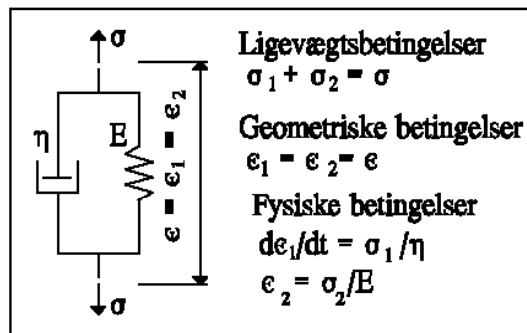 σ
η
E
ϵ = ϵ₁ = ϵ₂
σ
Ligevægtsbetingelser
σ₁ + σ₂ = σ
Geometriske betingelser
ϵ₁ = ϵ₂ = ϵ
Fysiske betingelser
dϵ₁/dt = σ₁/η
ϵ₂ = σ₂/E